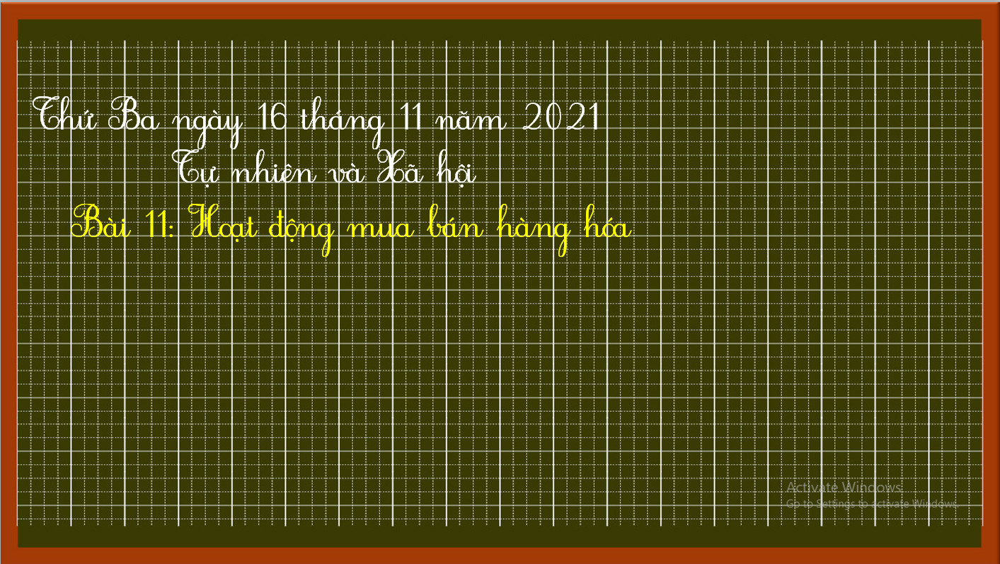 Thứ Ba ngày 16 tháng 11 năm 2021
Tự nhiên và Xã hội
Bài 11: Hoạt động mua bán hàng hóa
Activate Windows
Go to Settings to activate Windows.